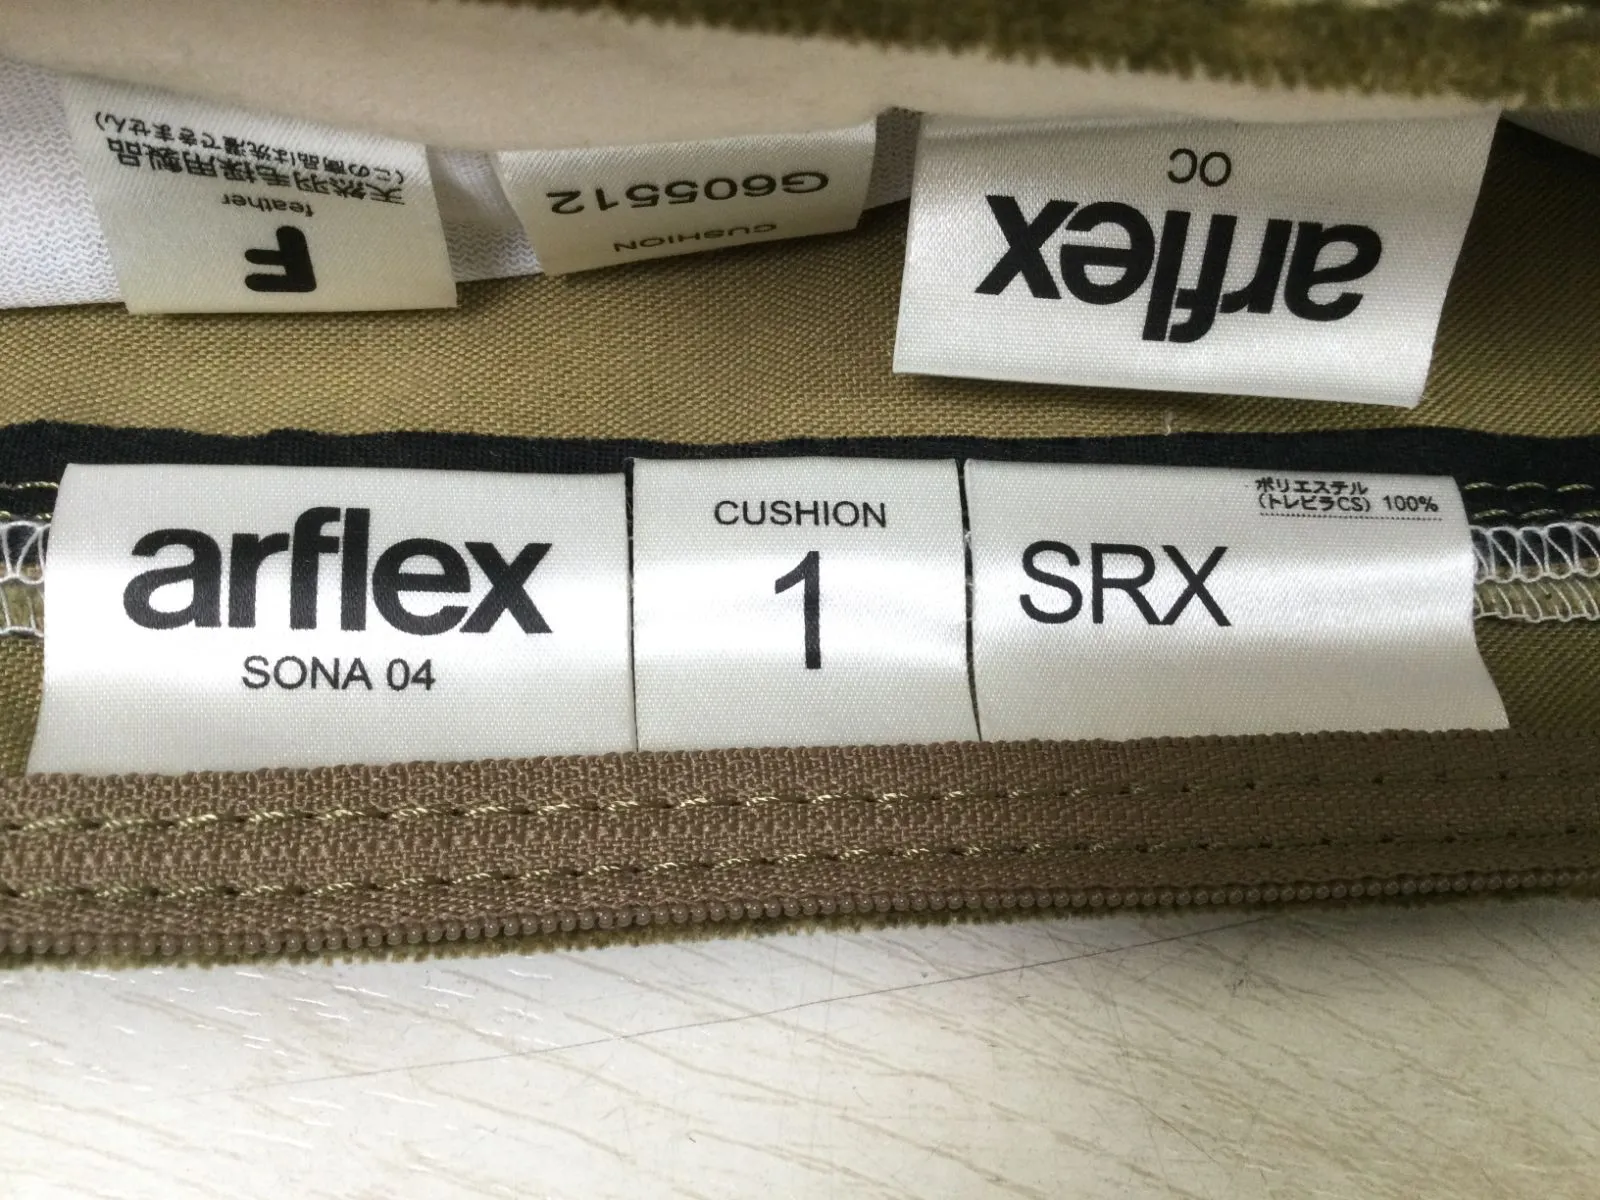 F
feather
天然羽毛採用製品
(この商品は洗濯できません)
CUSHION
G605512
arflex
OC
arflex
SONA 04
CUSHION
1
ポリエステル
(トレビラCS) 100%
SRX